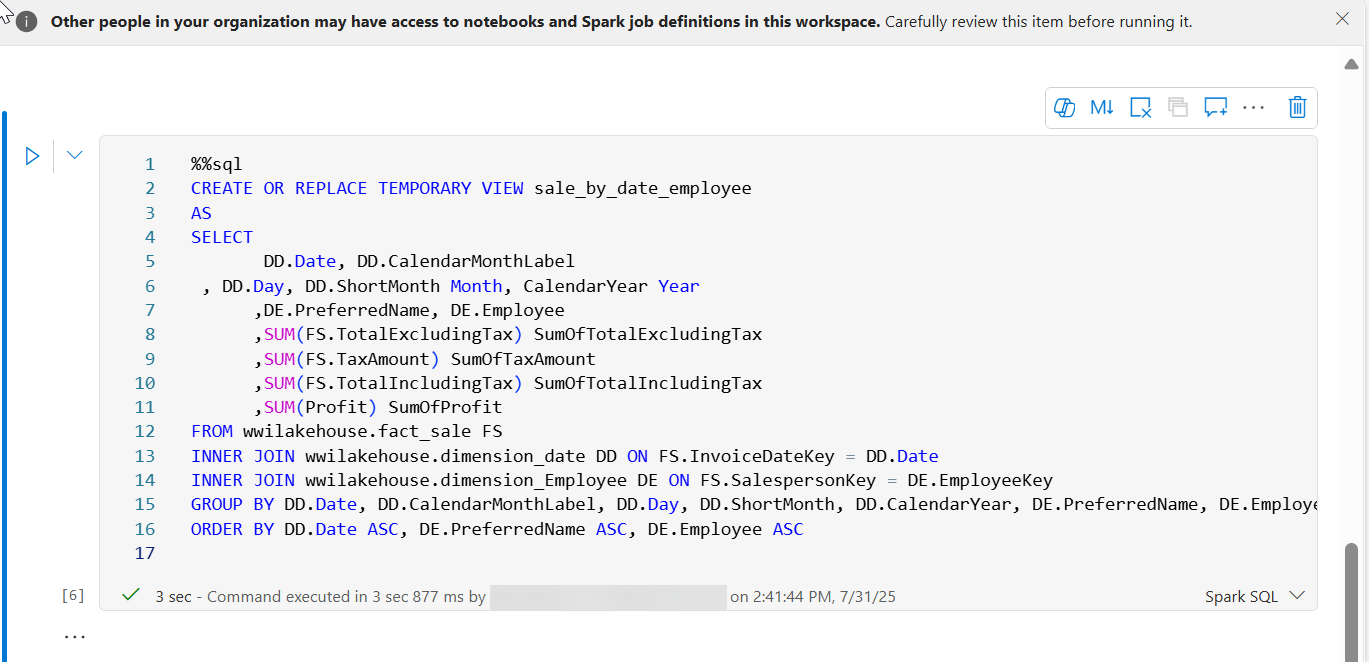 Other people in your organization may have access to notebooks and Spark job definitions in this workspace. Carefully review this item before running it.
M↓
1 %%sql
2 CREATE OR REPLACE TEMPORARY VIEW sale_by_date_employee
3 AS
4 SELECT
5 DD.Date, DD.CalendarMonthLabel
6 , DD.Day, DD.ShortMonth Month, CalendarYear Year
7 ,DE.PreferredName, DE.Employee
8 ,SUM(FS.TotalExcludingTax) SumOfTotalExcludingTax
9 ,SUM(FS.TaxAmount) SumOfTaxAmount
10 ,SUM(FS.TotalIncludingTax) SumOfTotalIncludingTax
11 ,SUM(Profit) SumOfProfit
12 FROM wwilakehouse.fact_sale FS
13 INNER JOIN wwilakehouse.dimension_date DD ON FS.InvoiceDateKey = DD.Date
14 INNER JOIN wwilakehouse.dimension_Employee DE ON FS.SalespersonKey = DE.EmployeeKey
15 GROUP BY DD.Date, DD.CalendarMonthLabel, DD.Day, DD.ShortMonth, DD.CalendarYear, DE.PreferredName, DE.Employe
16 ORDER BY DD.Date ASC, DE.PreferredName ASC, DE.Employee ASC
17
[6] 3 sec - Command executed in 3 sec 877 ms by on 2:41:44 PM, 7/31/25 Spark SQL